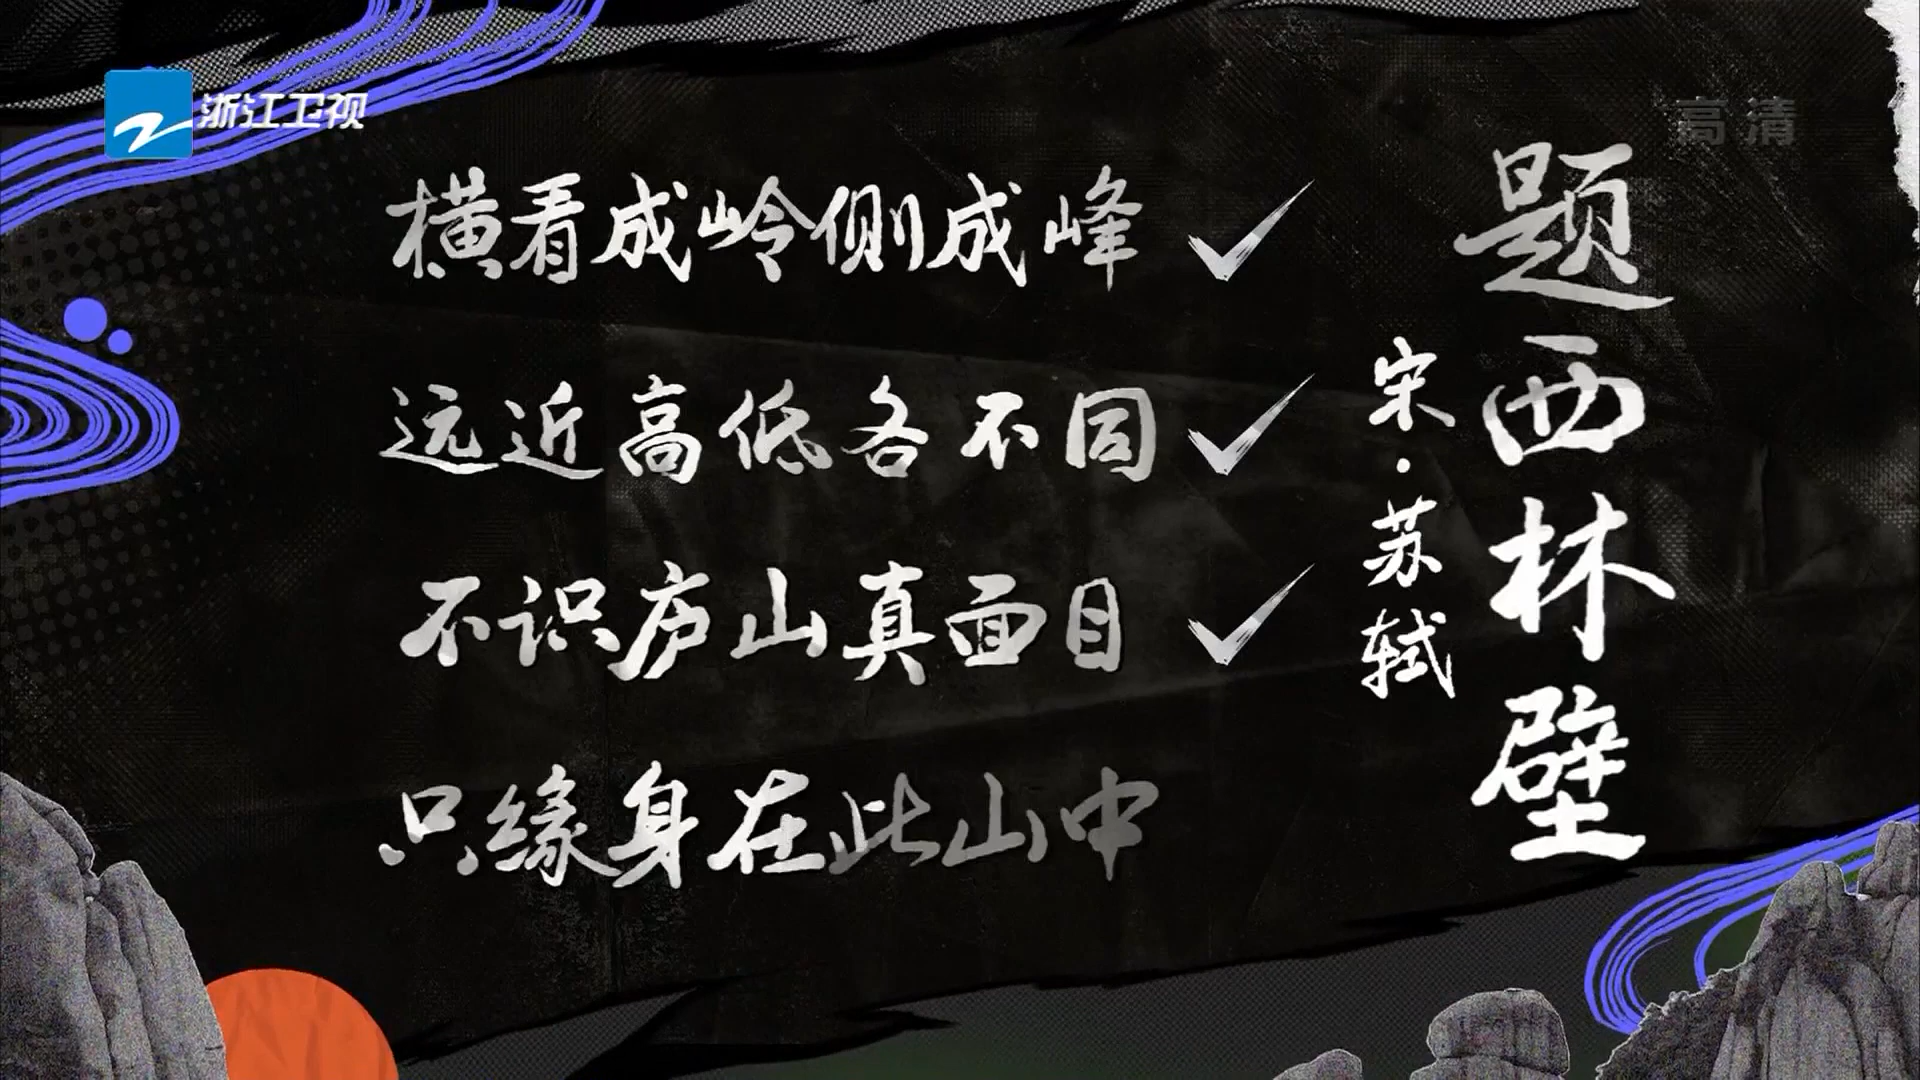 浙江卫视
高清
题西林壁
宋·苏轼
横看成岭侧成峰
远近高低各不同
不识庐山真面目
只缘身在此山中